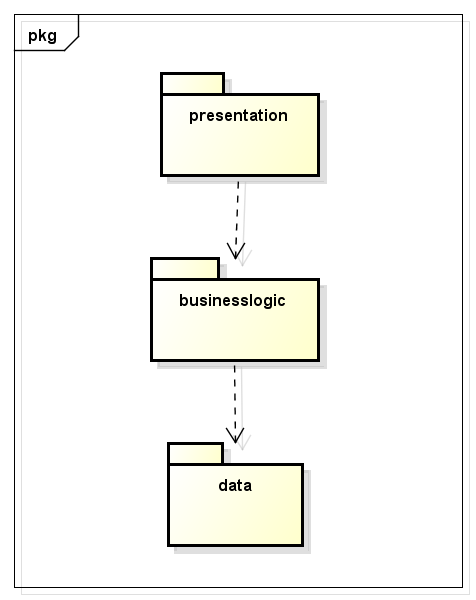 pkg
presentation
businesslogic
data